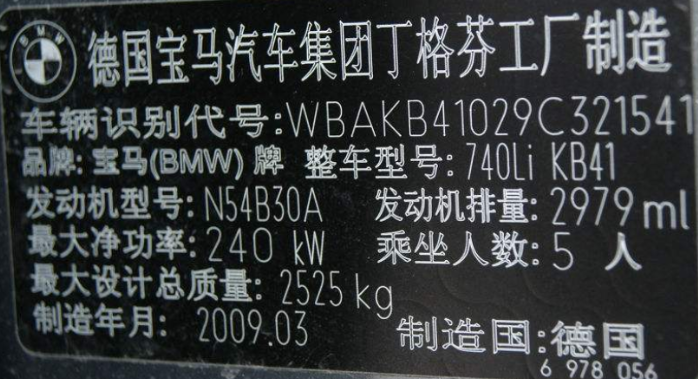 BMW
德国宝马汽车集团丁格芬工厂制造
车辆识别代号:WBAKB41029C321541
品牌:宝马(BMW)牌 整车型号:740Li KB41
发动机型号:N54B30A 发动机排量:2979 ml
最大净功率:240 kW 乘坐人数:5 人
最大设计总质量:2525 kg
制造年月:2009.03 制造国:德国
6 978 056